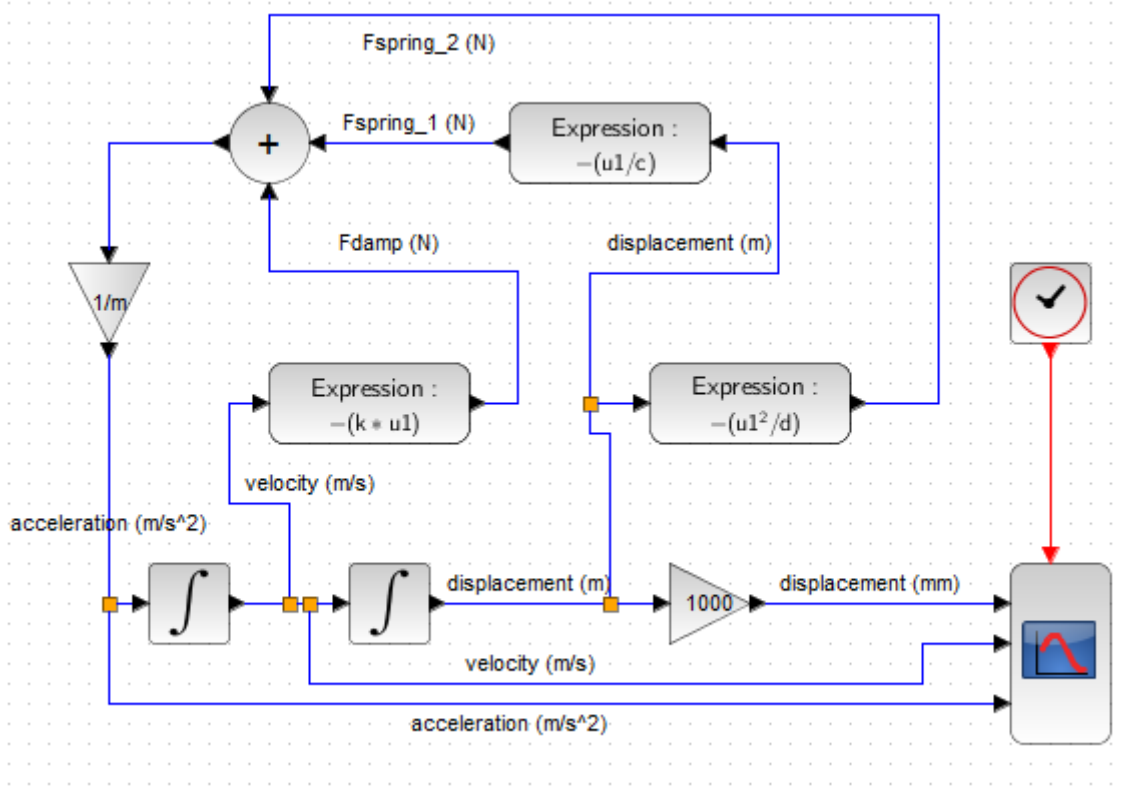 Fspring_2 (N)
Fspring_1 (N)
+
Expression :
−(u1/c)
Fdamp (N)
displacement (m)
1/m
Expression :
−(k∗u1)
Expression :
−(u1²/d)
velocity (m/s)
acceleration (m/s^2)
∫
∫
displacement (m)
1000
displacement (mm)
velocity (m/s)
acceleration (m/s^2)